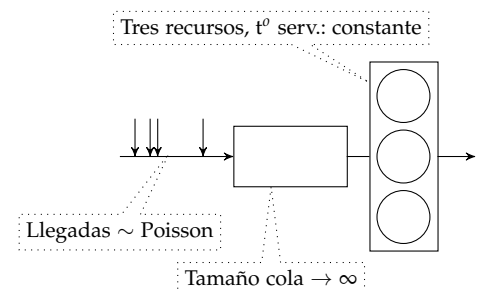 Tres recursos, tº serv.: constante
Llegadas ∼ Poisson
Tamaño cola → ∞